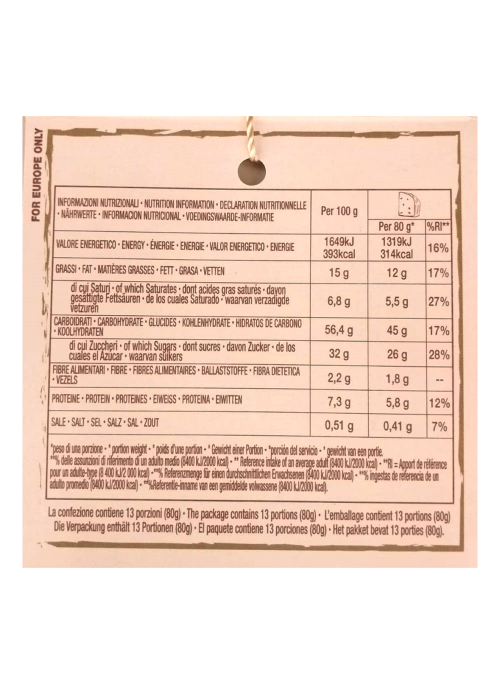 FOR EUROPE ONLY
INFORMAZIONI NUTRIZIONALI • NUTRITION INFORMATION • DECLARATION NUTRITIONNELLE
• NÄHRWERTE • INFORMACION NUTRICIONAL • VOEDINGSWAARDE-INFORMATIE
Per 100 g
Per 80 g* %RI**
VALORE ENERGETICO • ENERGY • ÉNERGIE • ENERGIE • VALOR ENERGETICO • ENERGIE
1649kJ 1319kJ 16%
393kcal 314kcal
GRASSI • FAT • MATIÈRES GRASSES • FETT • GRASA • VETTEN 15 g 12 g 17%
di cui Saturi • of which Saturates • dont acides gras saturés • davon
gesättigte Fettsäuren • de los cuales Saturado • waarvan verzadigde
vetzuren
6,8 g 5,5 g 27%
CARBOIDRATI • CARBOHYDRATE • GLUCIDES • KOHLENHYDRATE • HIDRATOS DE CARBONO
• KOOLHYDRATEN
56,4 g 45 g 17%
di cui Zuccheri • of which Sugars • dont sucres • davon Zucker • de los
cuales el Azúcar • waarvan suikers
32 g 26 g 28%
FIBRE ALIMENTARI • FIBRE • FIBRES ALIMENTAIRES • BALLASTSTOFFE • FIBRA DIETETICA
• VEZELS
2,2 g 1,8 g --
PROTEINE • PROTEIN • PROTEINES • EIWEISS • PROTEINA • EIWITTEN 7,3 g 5,8 g 12%
SALE • SALT • SEL • SALZ • SAL • ZOUT 0,51 g 0,41 g 7%
*peso di una porzione • * portion weight • * poids d'une portion • * Gewicht einer Portion • *porción del servicio • * gewicht van een portie.
**% delle assunzioni di riferimento di un adulto medio (8400 kJ/2000 kcal) • ** Reference intake of an average adult (8400 kJ/2000 kcal) • **RI = Apport de référence
pour un adulte-type (8 400 kJ/2 000 kcal) • **% Referenzmenge für einen durchschnittlichen Erwachsenen (8400 kJ/2000 kcal) • **% ingestas de referencia de un
adulto promedio (8400 kJ/2000 kcal) • **%Referentie-inname van een gemiddelde volwassene (8400 kJ/2000 kcal).
La confezione contiene 13 porzioni (80g) • The package contains 13 portions (80g) • L'emballage contient 13 portions (80g)
Die Verpackung enthält 13 Portionen (80g) • El paquete contiene 13 porciones (80g) • Het pakket bevat 13 porties (80g).